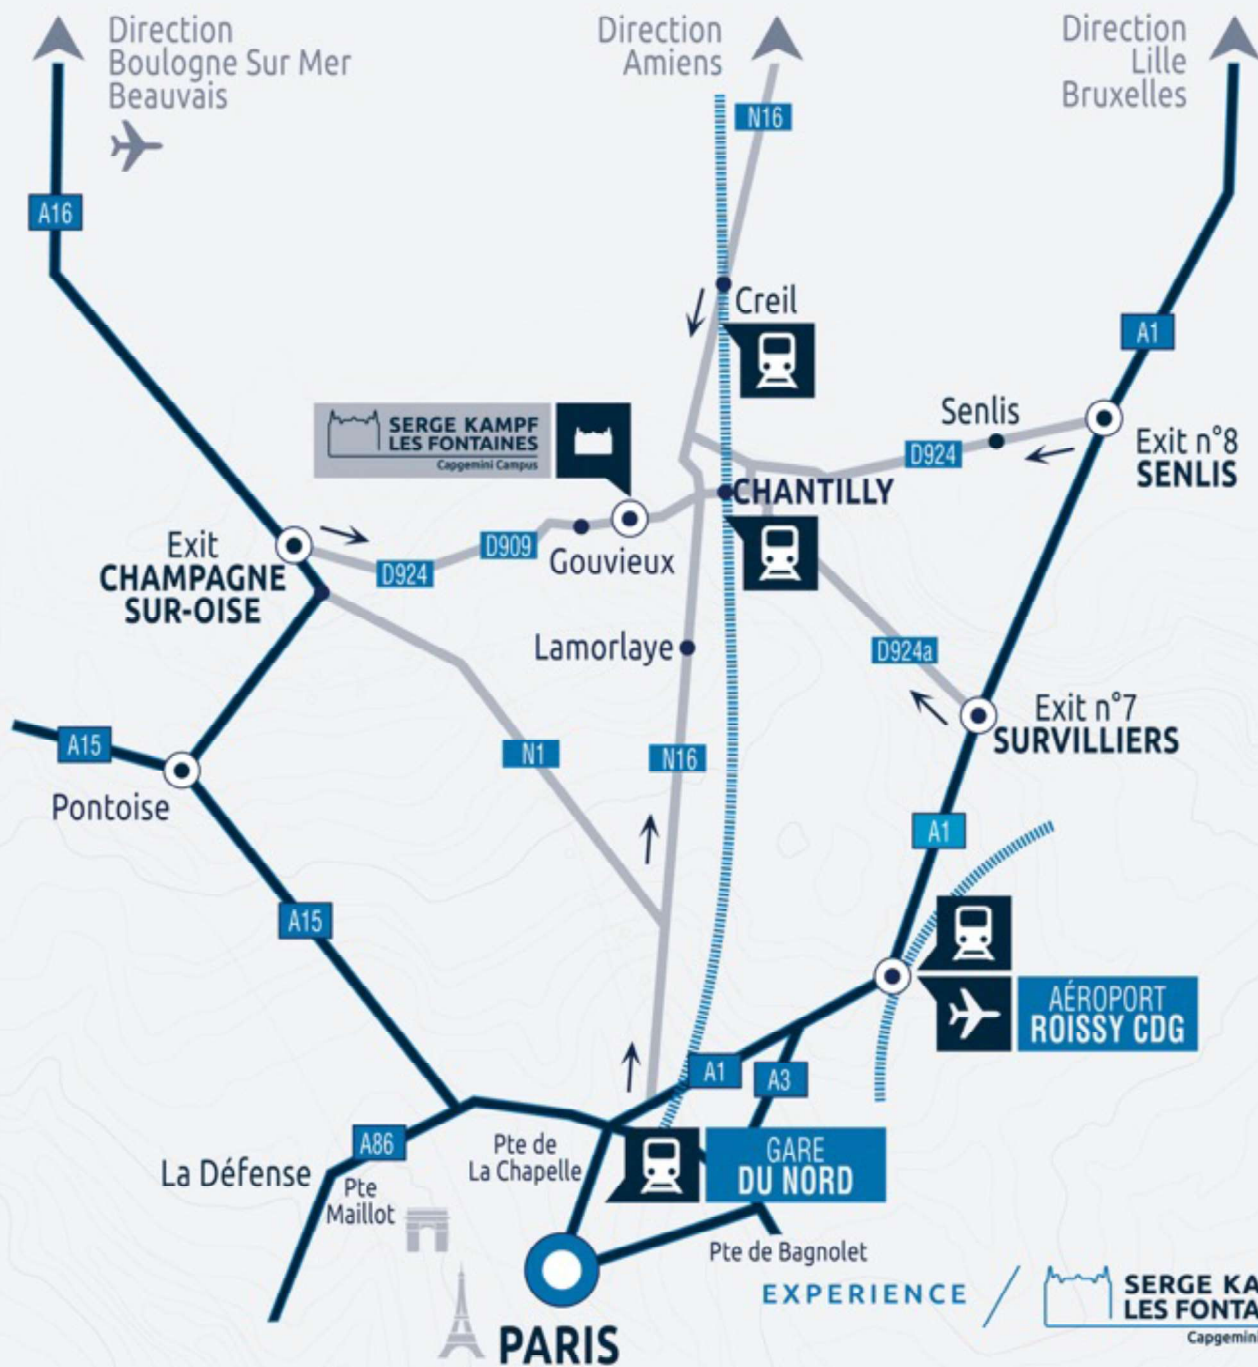 Direction
Boulogne Sur Mer
Beauvais
Direction
Amiens
Direction
Lille
Bruxelles
N16
A16
Creil
A1
SERGE KAMPF
LES FONTAINES
Capgemini Campus
Senlis
D924
Exit n°8
SENLIS
CHANTILLY
Exit
CHAMPAGNE
SUR-OISE
D924
D909
Gouvieux
Lamorlaye
D924a
Exit n°7
SURVILLIERS
A15
Pontoise
N1
N16
A1
A15
AÉROPORT
ROISSY CDG
A1
A3
A86
La Défense
Pte
Maillot
Pte de
La Chapelle
GARE
DU NORD
Pte de Bagnolet
PARIS
EXPERIENCE
SERGE KA
LES FONTA
Capgemini